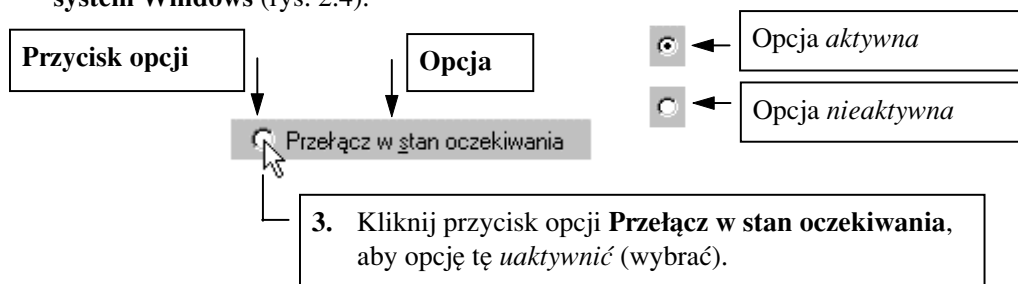 system Windows (rys. 2.4).
Przycisk opcji
Opcja
Opcja aktywna
Opcja nieaktywna
Przełącz w stan oczekiwania
3. Kliknij przycisk opcji Przełącz w stan oczekiwania,
aby opcję tę uaktywnić (wybrać).